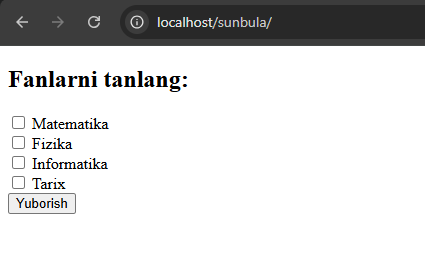 localhost/sunbula/
Fanlarni tanlang:
Matematika
Fizika
Informatika
Tarix
Yuborish